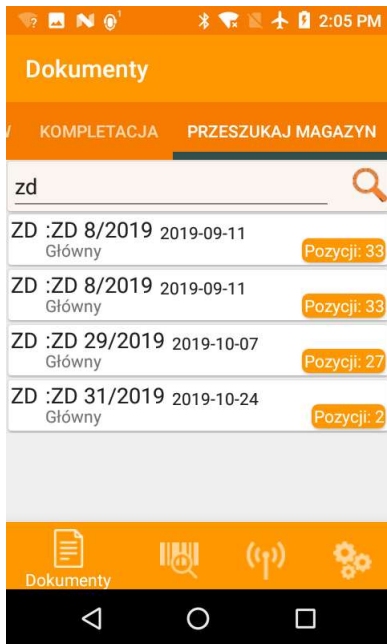 2:05 PM
Dokumenty
KOMPLETACJA PRZESZUKAJ MAGAZYN
zd
ZD :ZD 8/2019 2019-09-11
Główny Pozycji: 33
ZD :ZD 8/2019 2019-09-11
Główny Pozycji: 33
ZD :ZD 29/2019 2019-10-07
Główny Pozycji: 27
ZD :ZD 31/2019 2019-10-24
Główny Pozycji: 2
Dokumenty